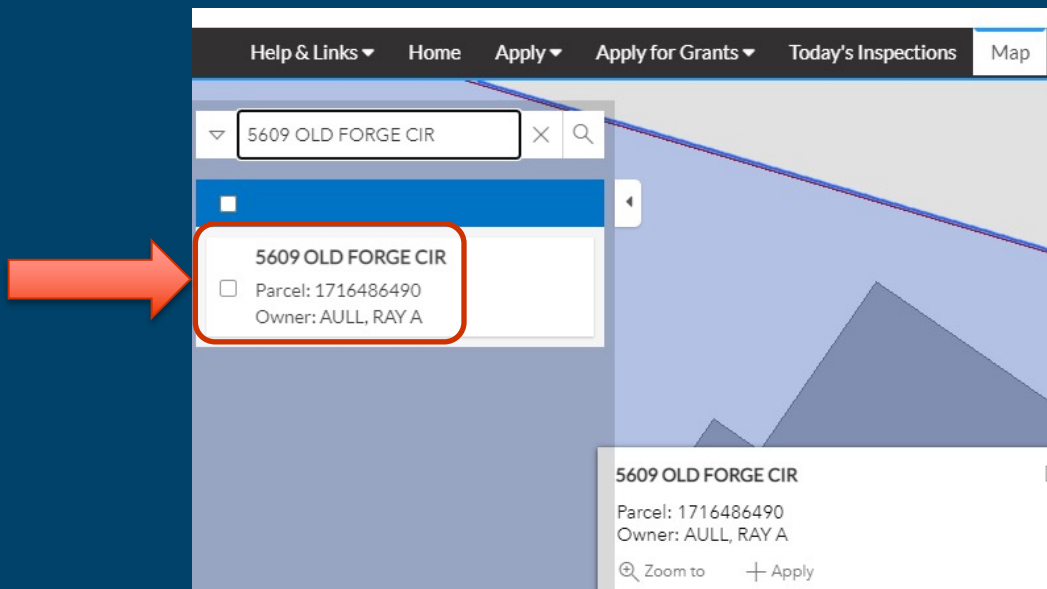 Help & Links Home Apply Apply for Grants Today's Inspections Map
5609 OLD FORGE CIR
5609 OLD FORGE CIR
Parcel: 1716486490
Owner: AULL, RAY A
5609 OLD FORGE CIR
Parcel: 1716486490
Owner: AULL, RAY A
Zoom to Apply